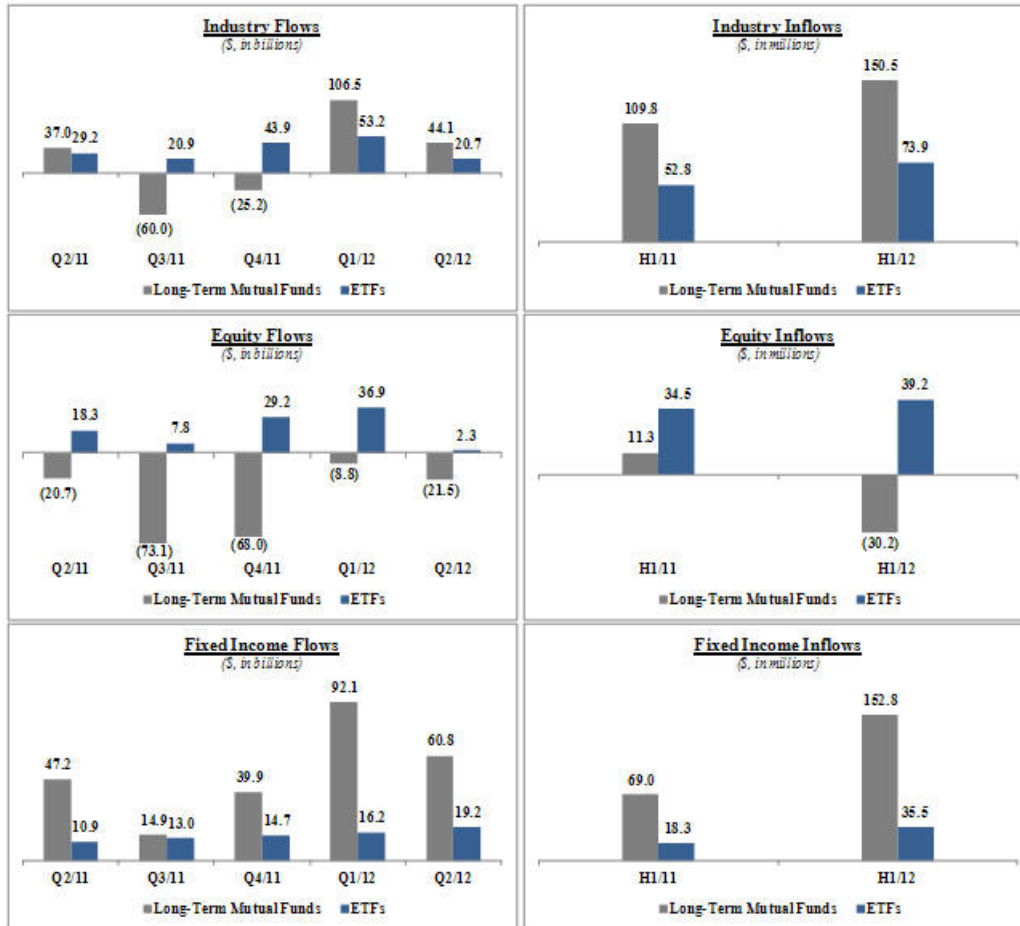 Industry Flows
($, in billions)
37.0 29.2 20.9 43.9 106.5 53.2 44.1 20.7
(60.0) (25.2)
Q2/11 Q3/11 Q4/11 Q1/12 Q2/12
Long-Term Mutual Funds ETFs
Industry Inflows
($, in millions)
109.8 52.8 150.5 73.9
H1/11 H1/12
Long-Term Mutual Funds ETFs
Equity Flows
($, in billions)
18.3 7.8 29.2 36.9 2.3
(20.7) (73.1) (68.0) (8.8) (21.5)
Q2/11 Q3/11 Q4/11 Q1/12 Q2/12
Long-Term Mutual Funds ETFs
Equity Inflows
($, in millions)
11.3 34.5 39.2
(30.2)
H1/11 H1/12
Long-Term Mutual Funds ETFs
Fixed Income Flows
($, in billions)
47.2 10.9 14.9 13.0 39.9 14.7 92.1 16.2 60.8 19.2
Q2/11 Q3/11 Q4/11 Q1/12 Q2/12
Long-Term Mutual Funds ETFs
Fixed Income Inflows
($, in millions)
69.0 18.3 152.8 35.5
H1/11 H1/12
Long-Term Mutual Funds ETFs